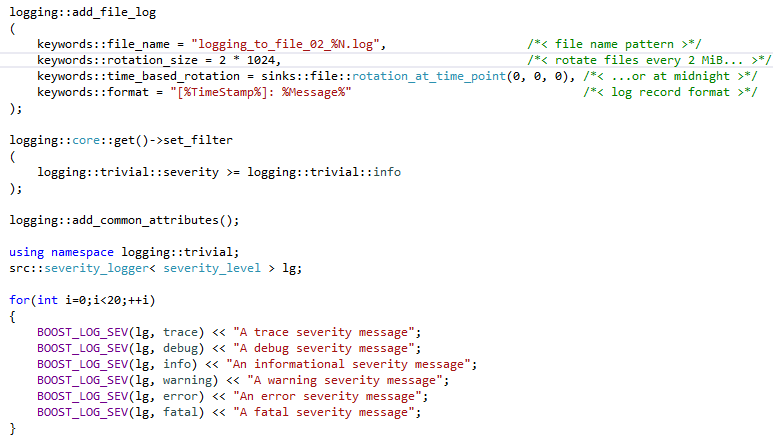 logging::add_file_log
(
    keywords::file_name = "logging_to_file_02_%N.log",                    /*< file name pattern >*/
    keywords::rotation_size = 2 * 1024,                                   /*< rotate files every 2 MiB... >*/
    keywords::time_based_rotation = sinks::file::rotation_at_time_point(0, 0, 0), /*< ...or at midnight >*/
    keywords::format = "[%TimeStamp%]: %Message%"                         /*< log record format >*/
);
logging::core::get()->set_filter
(
    logging::trivial::severity >= logging::trivial::info
);
logging::add_common_attributes();
using namespace logging::trivial;
src::severity_logger< severity_level > lg;
for(int i=0;i<20;++i)
{
    BOOST_LOG_SEV(lg, trace) << "A trace severity message";
    BOOST_LOG_SEV(lg, debug) << "A debug severity message";
    BOOST_LOG_SEV(lg, info) << "An informational severity message";
    BOOST_LOG_SEV(lg, warning) << "A warning severity message";
    BOOST_LOG_SEV(lg, error) << "An error severity message";
    BOOST_LOG_SEV(lg, fatal) << "A fatal severity message";
}